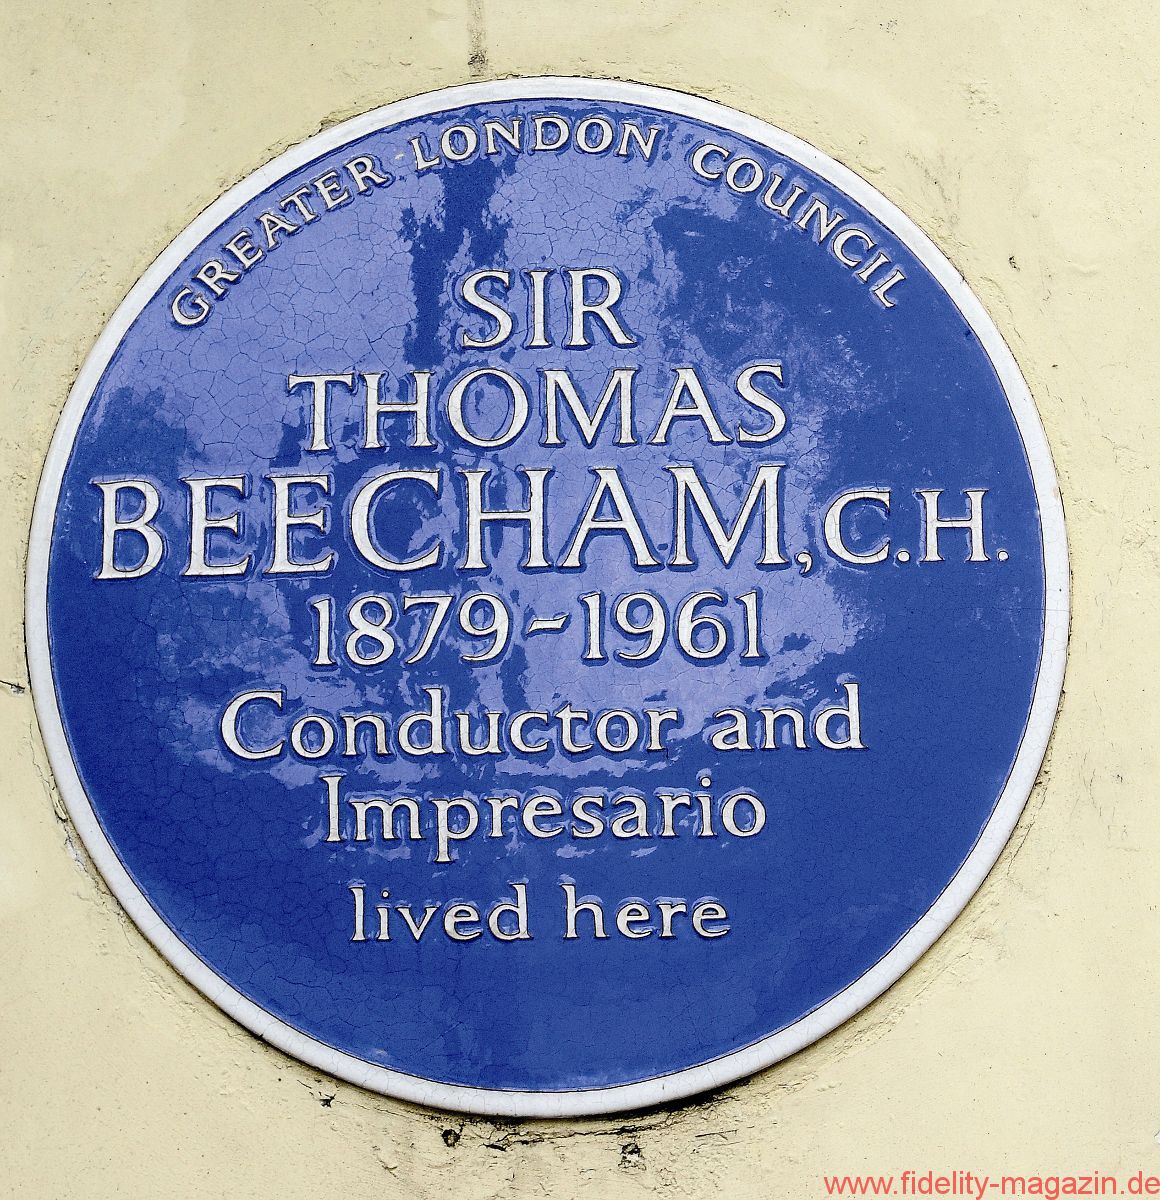 GREATER LONDON COUNCIL
SIR
THOMAS
BEECHAM, C.H.
1879-1961
Conductor and
Impresario
lived here
www.fidelity-magazin.de